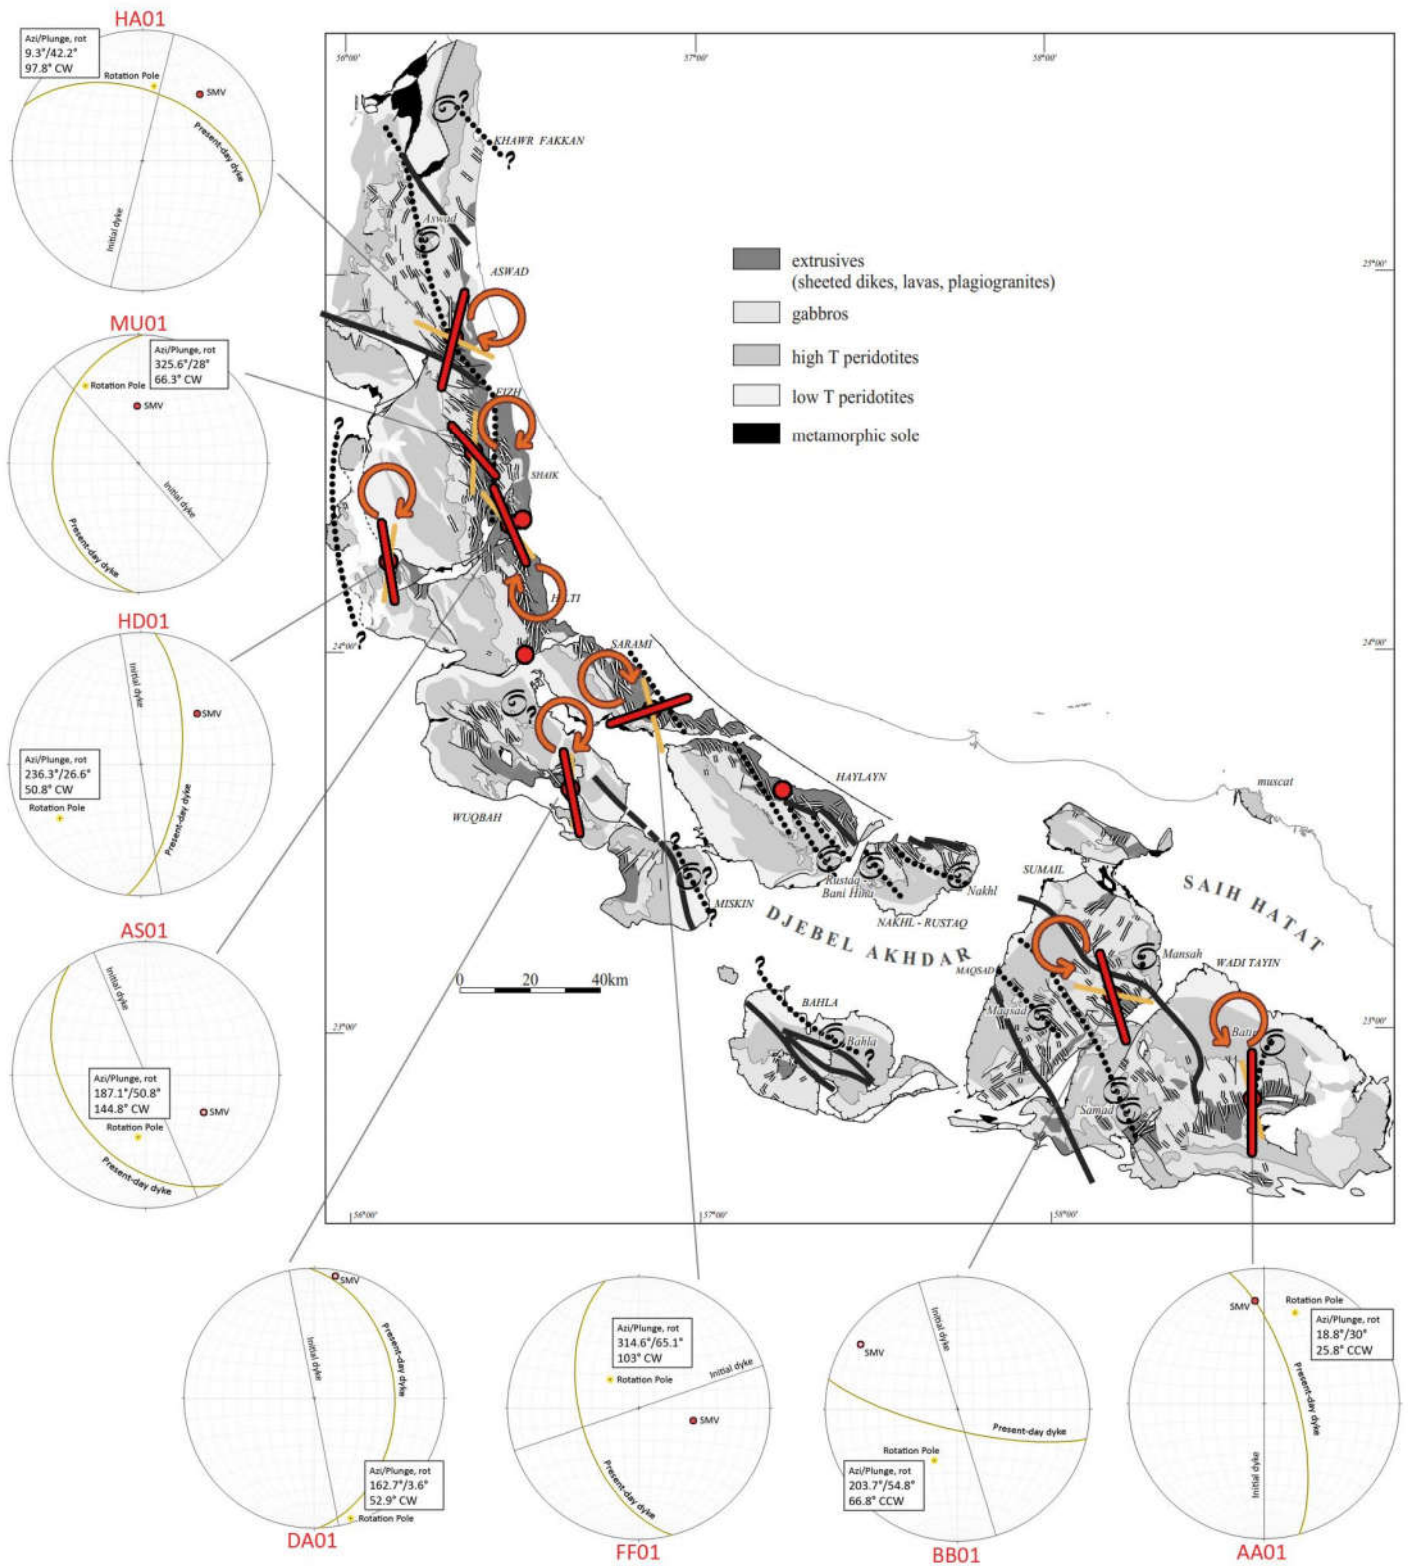 HA01
Azi/Plunge, rot
9.3°/42.2°
97.8° CW
Rotation Pole
SMV
Present-day dyke
Initial dyke
MU01
Azi/Plunge, rot
325.6°/28°
66.3° CW
Rotation Pole
SMV
Initial dyke
Present-day dyke
HD01
Initial dyke
SMV
Azi/Plunge, rot
236.3°/26.6°
50.8° CW
Rotation Pole
Present-day dyke
AS01
Initial dyke
Azi/Plunge, rot
187.1°/50.8°
144.8° CW
SMV
Rotation Pole
Present-day dyke
56°00'
57°00'
58°00'
?
KHAWR FAKKAN
?
Aswad
ASWAD
25°00'
extrusives
(sheeted dikes, lavas, plagiogranites)
gabbros
high T peridotites
low T peridotites
metamorphic sole
FIZH
?
SHAIK
HILTI
?
24°00'
SARAMI
24°00'
?
HAYLAYN
muscat
WUQBAH
?
?
MISKIN
?
Rustaq -
Bani Hina
Nakhl
NAKHL - RUSTAQ
SUMAIL
SAIH HATAT
DJEBEL AKHDAR
MAQSAD
Mansah
WADI TAYIN
0 20 40km
?
BAHLA
Bahla
?
Maqsad
Samad
Batin
23°00'
23°00'
56°00'
57°00'
58°00'
SMV
Initial dyke
Present-day dyke
Azi/Plunge, rot
162.7°/3.6°
52.9° CW
Rotation Pole
DA01
Azi/Plunge, rot
314.6°/65.1°
103° CW
Rotation Pole
Initial dyke
SMV
Present-day dyke
FF01
Initial dyke
SMV
Present-day dyke
Rotation Pole
Azi/Plunge, rot
203.7°/54.8°
66.8° CCW
BB01
SMV
Rotation Pole
Azi/Plunge, rot
18.8°/30°
25.8° CCW
Present-day dyke
Initial dyke
AA01